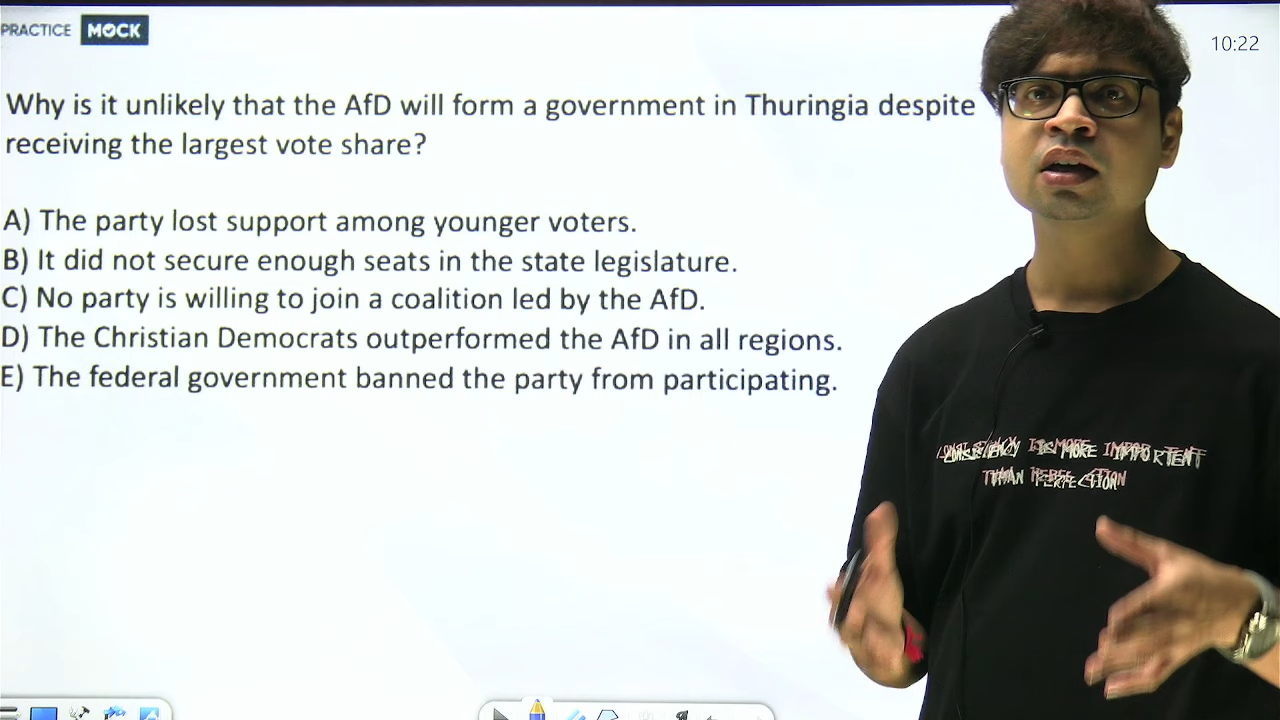 PRACTICE MOCK
10:22
Why is it unlikely that the AfD will form a government in Thuringia despite
receiving the largest vote share?
A) The party lost support among younger voters.
B) It did not secure enough seats in the state legislature.
C) No party is willing to join a coalition led by the AfD.
D) The Christian Democrats outperformed the AfD in all regions.
E) The federal government banned the party from participating.
IS MORE
THAN